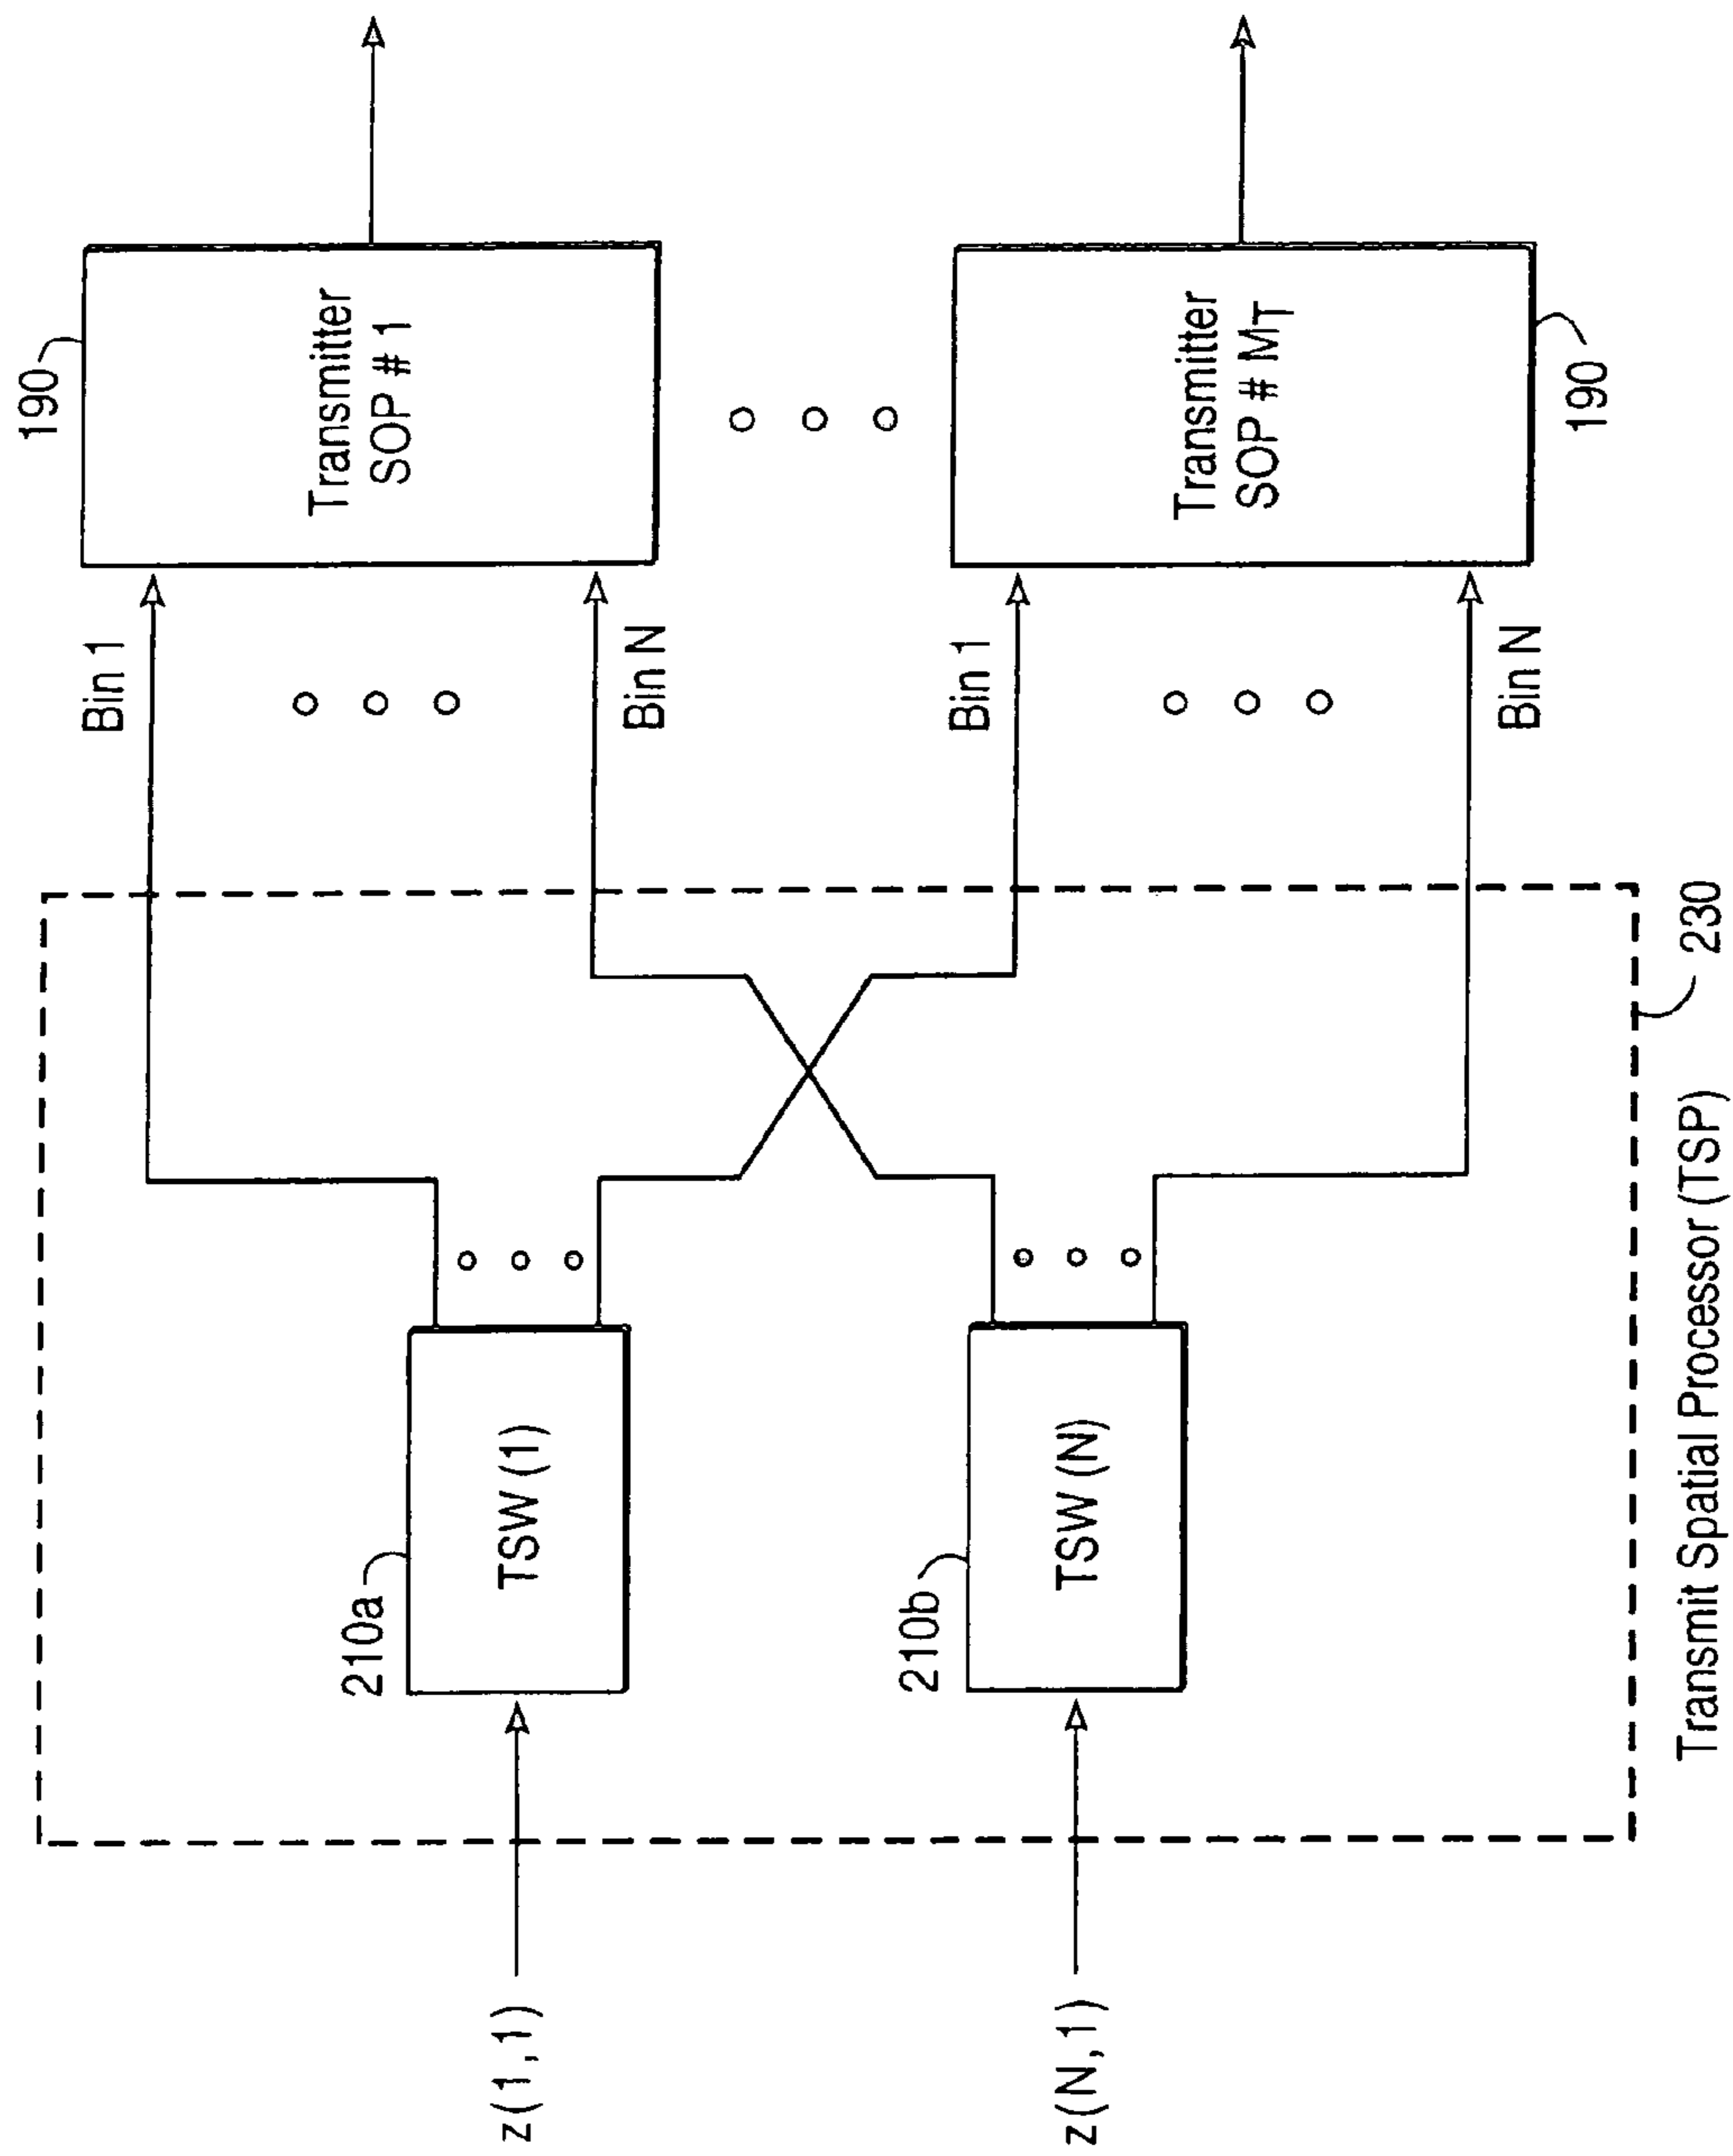 190
Transmitter
SOP # 1
Bin 1
Bin N
Transmitter
SOP # MT
190
Bin 1
Bin N
210a
TSW (1)
z(1,1)
210b
TSW (N)
z(N,1)
230
Transmit Spatial Processor (TSP)